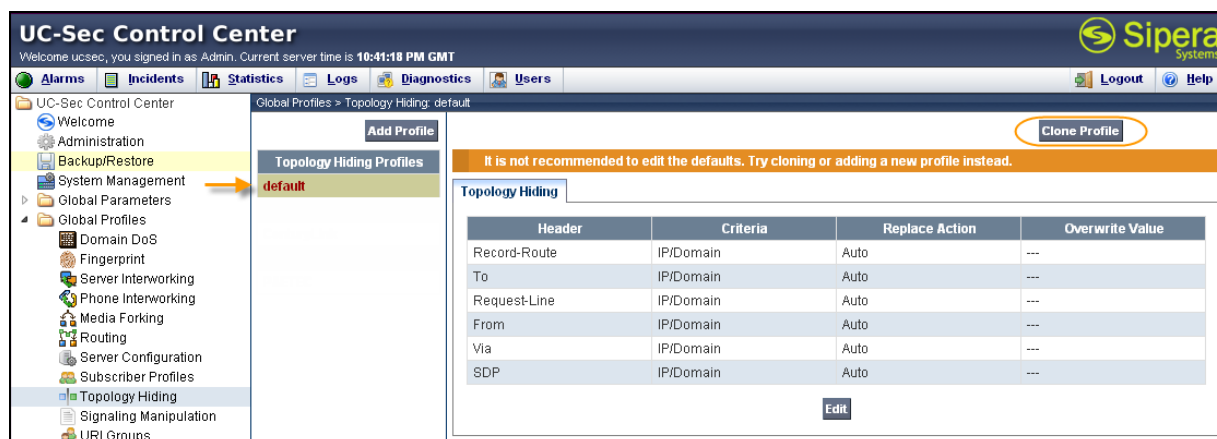 UC-Sec Control Center
Welcome ucsec, you signed in as Admin. Current server time is 10:41:18 PM GMT
Sipera
Systems
Alarms Incidents Statistics Logs Diagnostics Users Logout Help
UC-Sec Control Center
Welcome
Administration
Backup/Restore
System Management
Global Parameters
Global Profiles
Domain DoS
Fingerprint
Server Interworking
Phone Interworking
Media Forking
Routing
Server Configuration
Subscriber Profiles
Topology Hiding
Signaling Manipulation
URI Groups
Global Profiles > Topology Hiding: default
Add Profile
Topology Hiding Profiles
default
Clone Profile
It is not recommended to edit the defaults. Try cloning or adding a new profile instead.
Topology Hiding
Header Criteria Replace Action Overwrite Value
Record-Route IP/Domain Auto ---
To IP/Domain Auto ---
Request-Line IP/Domain Auto ---
From IP/Domain Auto ---
Via IP/Domain Auto ---
SDP IP/Domain Auto ---
Edit